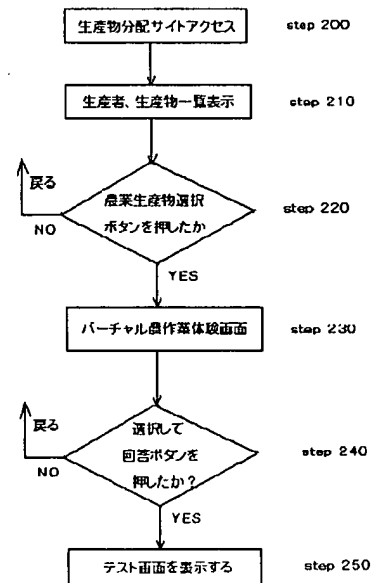 生産物分配サイトアクセス step 200
生産者、生産物一覧表示 step 210
戻る
農業生産物選択
ボタンを押したか step 220
NO
YES
バーチャル農作業体験画面 step 230
戻る
選択して
回答ボタンを step 240
押したか？
NO
YES
テスト画面を表示する step 250